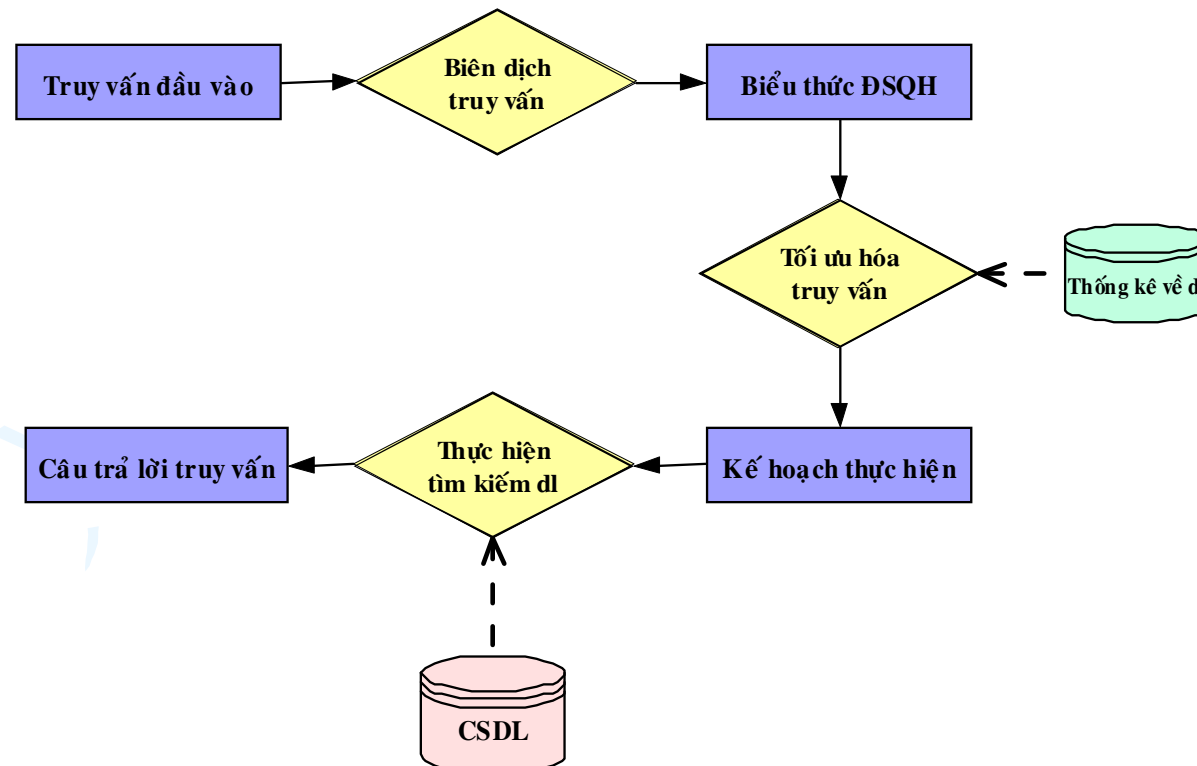 Truy vấn đầu vào
Biên dịch
truy vấn
Biểu thức ĐSQH
Tối ưu hóa
truy vấn
Thống kê về d
Câu trả lời truy vấn
Thực hiện
tìm kiếm dl
Kế hoạch thực hiện
CSDL